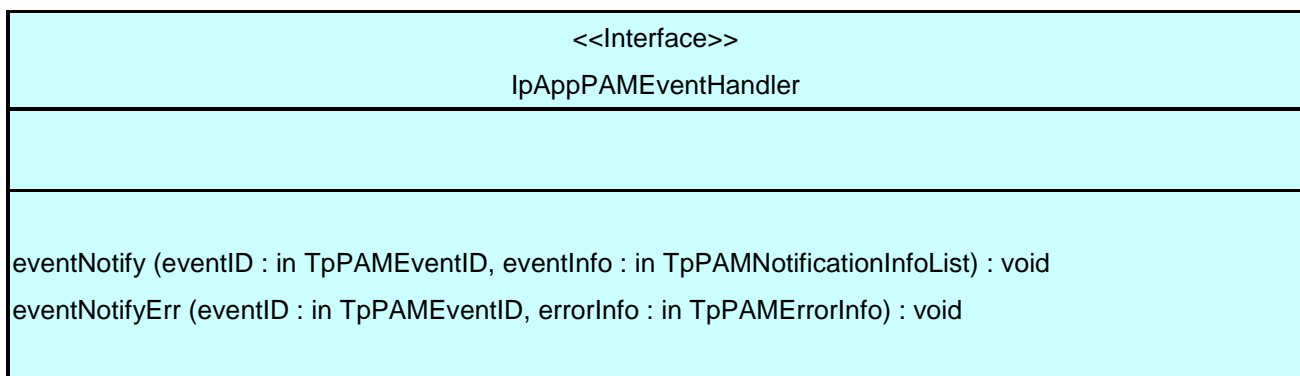 <<Interface>>
IpAppPAMEventHandler
eventNotify (eventID : in TpPAMEventID, eventInfo : in TpPAMNotificationInfoList) : void
eventNotifyErr (eventID : in TpPAMEventID, errorInfo : in TpPAMErrorInfo) : void